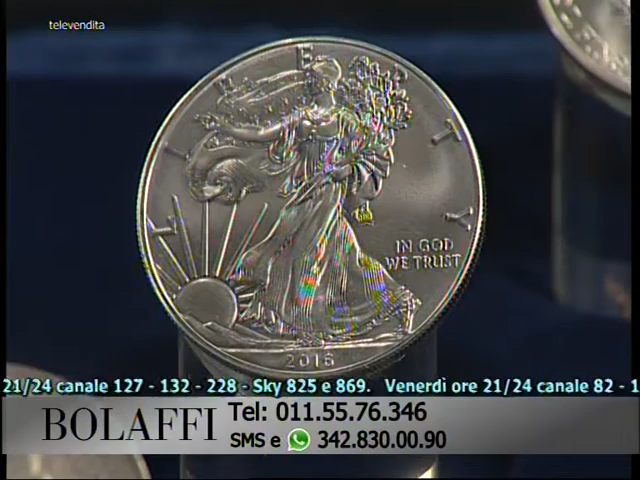 televendita
LIBERTY
IN GOD
WE TRUST
2016
21/24 canale 127 - 132 - 228 - Sky 825 e 869. Venerdì ore 21/24 canale 82 - 1
BOLAFFI
Tel: 011.55.76.346
SMS e 342.830.00.90